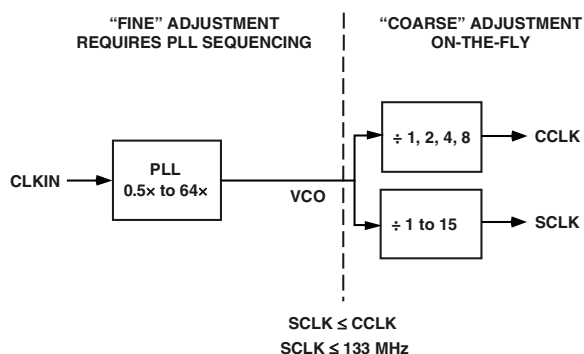 “FINE” ADJUSTMENT
REQUIRES PLL SEQUENCING
“COARSE” ADJUSTMENT
ON-THE-FLY
CLKIN
PLL
0.5× to 64×
VCO
÷ 1, 2, 4, 8
CCLK
÷ 1 to 15
SCLK
SCLK ≤ CCLK
SCLK ≤ 133 MHz